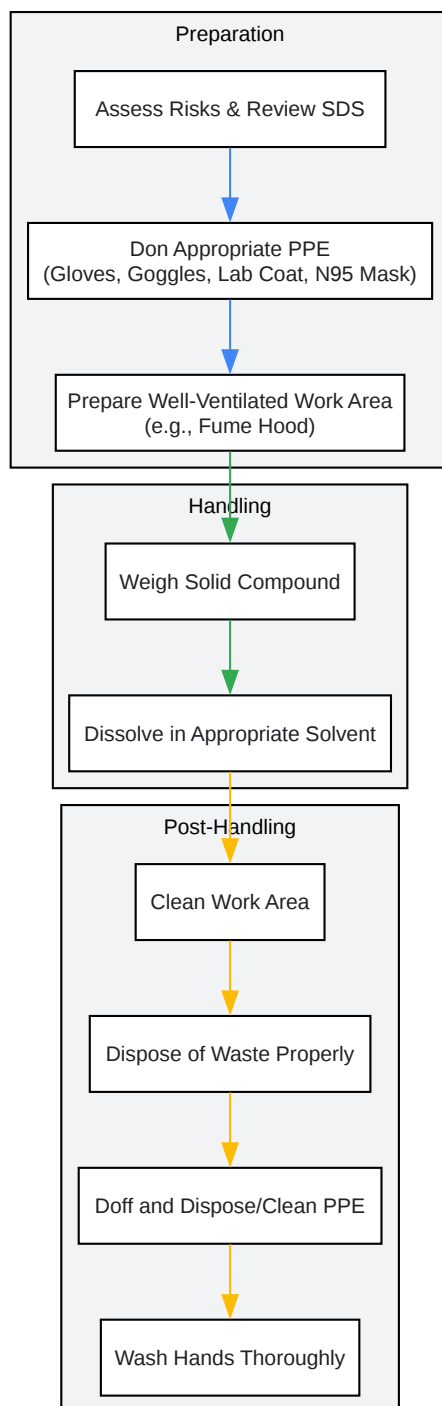 Preparation
Assess Risks & Review SDS
Don Appropriate PPE
(Gloves, Goggles, Lab Coat, N95 Mask)
Prepare Well-Ventilated Work Area
(e.g., Fume Hood)
Handling
Weigh Solid Compound
Dissolve in Appropriate Solvent
Post-Handling
Clean Work Area
Dispose of Waste Properly
Doff and Dispose/Clean PPE
Wash Hands Thoroughly